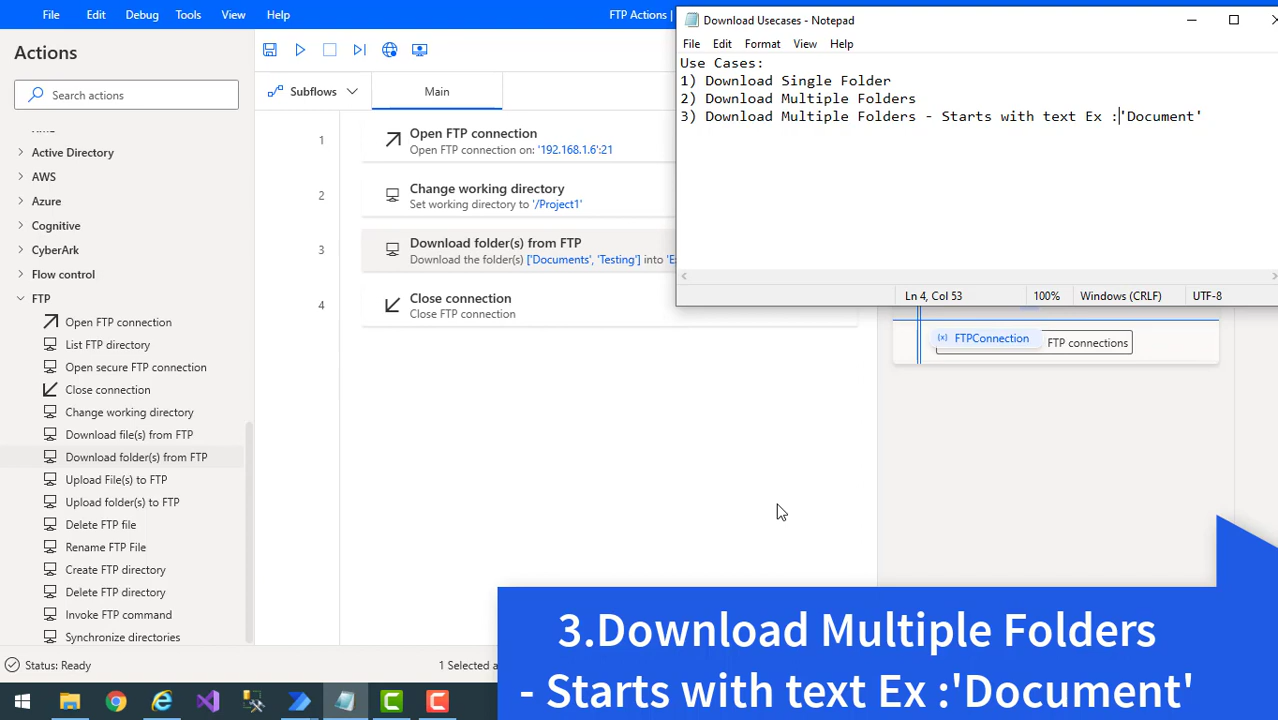 File Edit Debug Tools View Help
FTP Actions |
Download Usecases - Notepad
File Edit Format View Help
Use Cases:
1) Download Single Folder
2) Download Multiple Folders
3) Download Multiple Folders - Starts with text Ex :'Document'
Ln 4, Col 53 100% Windows (CRLF) UTF-8
Actions
Search actions
Active Directory
AWS
Azure
Cognitive
CyberArk
Flow control
FTP
Open FTP connection
List FTP directory
Open secure FTP connection
Close connection
Change working directory
Download file(s) from FTP
Download folder(s) from FTP
Upload File(s) to FTP
Upload folder(s) to FTP
Delete FTP file
Rename FTP File
Create FTP directory
Delete FTP directory
Invoke FTP command
Synchronize directories
Subflows
Main
1
Open FTP connection
Open FTP connection on: '192.168.1.6':21
2
Change working directory
Set working directory to '/Project1'
3
Download folder(s) from FTP
Download the folder(s) ['Documents', 'Testing'] into
4
Close connection
Close FTP connection
(x) FTPConnection
FTP connections
Status: Ready
1 Selected
3.Download Multiple Folders
- Starts with text Ex :'Document'